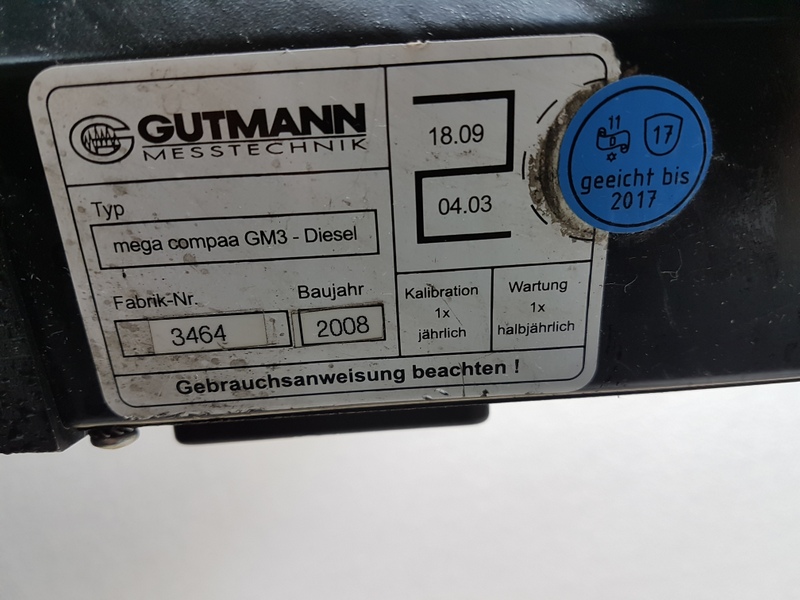 GUTMANN
MESSTECHNIK
Typ
mega compaa GM3 - Diesel
Fabrik-Nr.
3464
Baujahr
2008
18.09
04.03
Kalibration
1x
jährlich
Wartung
1x
halbjährlich
Gebrauchsanweisung beachten !
11
D
17
geeicht bis
2017